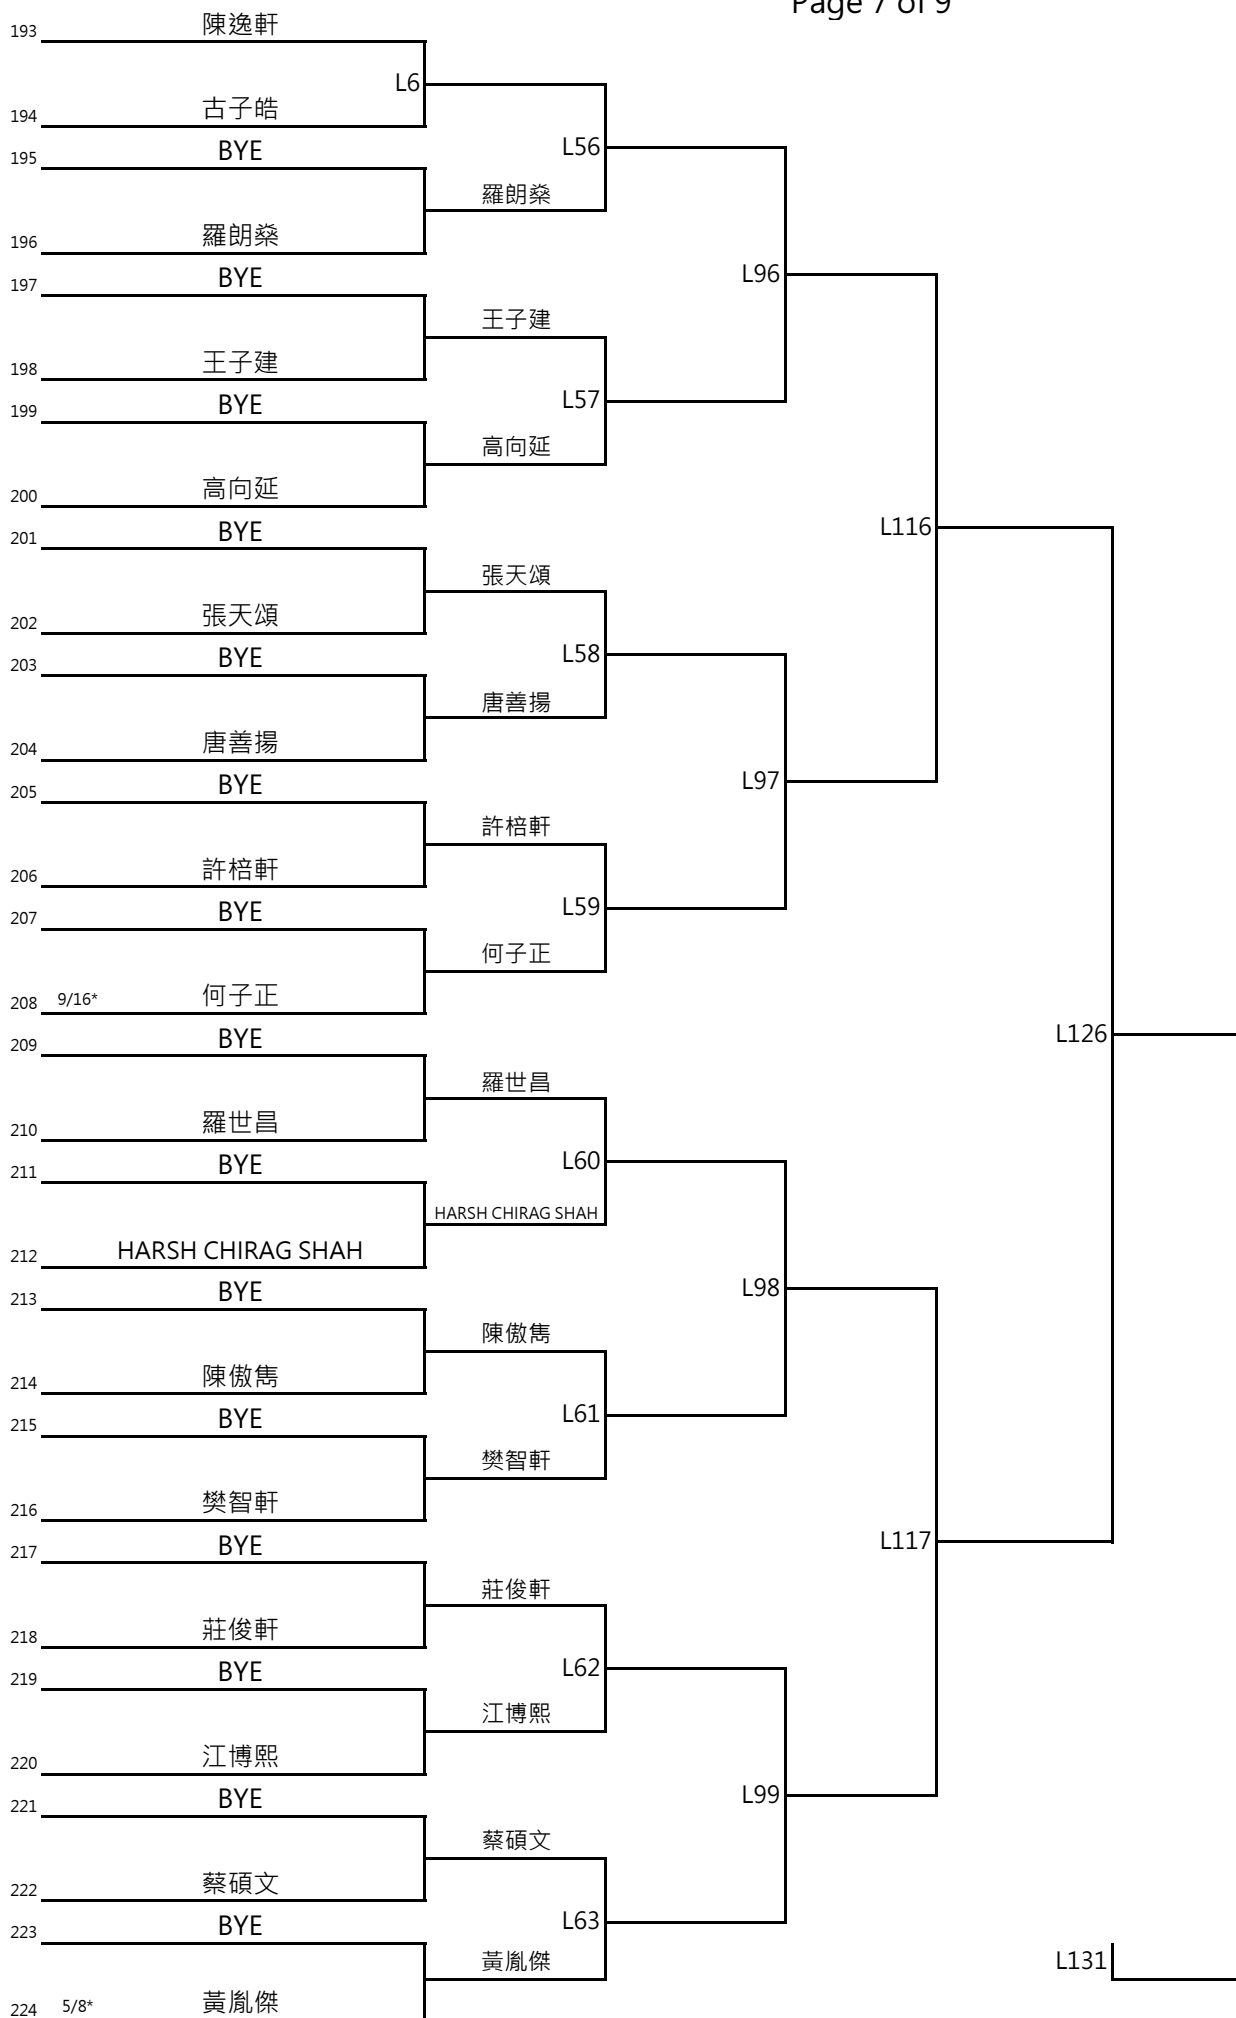 Page 7 of 9
193 陳逸軒
L6
194 古子皓
195 BYE
L56
羅朗燊
196 羅朗燊
L96
197 BYE
王子建
198 王子建
199 BYE
L57
高向延
200 高向延
L116
201 BYE
張天頌
202 張天頌
203 BYE
L58
唐善揚
204 唐善揚
L97
205 BYE
許棓軒
206 許棓軒
207 BYE
L59
何子正
208 9/16* 何子正
L126
209 BYE
羅世昌
210 羅世昌
211 BYE
L60
HARSH CHIRAG SHAH
212 HARSH CHIRAG SHAH
L98
213 BYE
陳傲雋
214 陳傲雋
215 BYE
L61
樊智軒
216 樊智軒
L117
217 BYE
莊俊軒
218 莊俊軒
219 BYE
L62
江博熙
220 江博熙
L99
221 BYE
蔡碩文
222 蔡碩文
223 BYE
L63
黃胤傑
L131
224 5/8* 黃胤傑